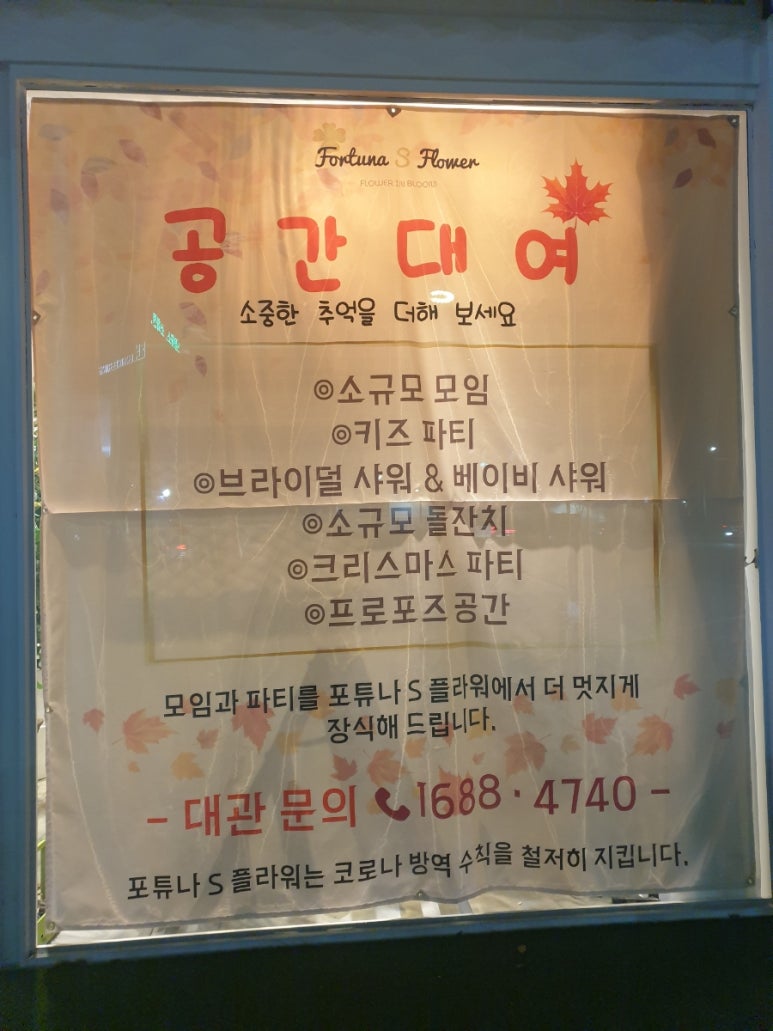 Fortuna S Flower
FLOWER IN BLOOMS
공간대여
소중한 추억을 더해 보세요
◎소규모 모임
◎키즈 파티
◎브라이덜 샤워 & 베이비 샤워
◎소규모 돌잔치
◎크리스마스 파티
◎프로포즈공간
모임과 파티를 포튜나 S 플라워에서 더 멋지게
장식해 드립니다.
- 대관 문의 📞1688·4740 -
포튜나 S 플라워는 코로나 방역 수칙을 철저히 지킵니다.